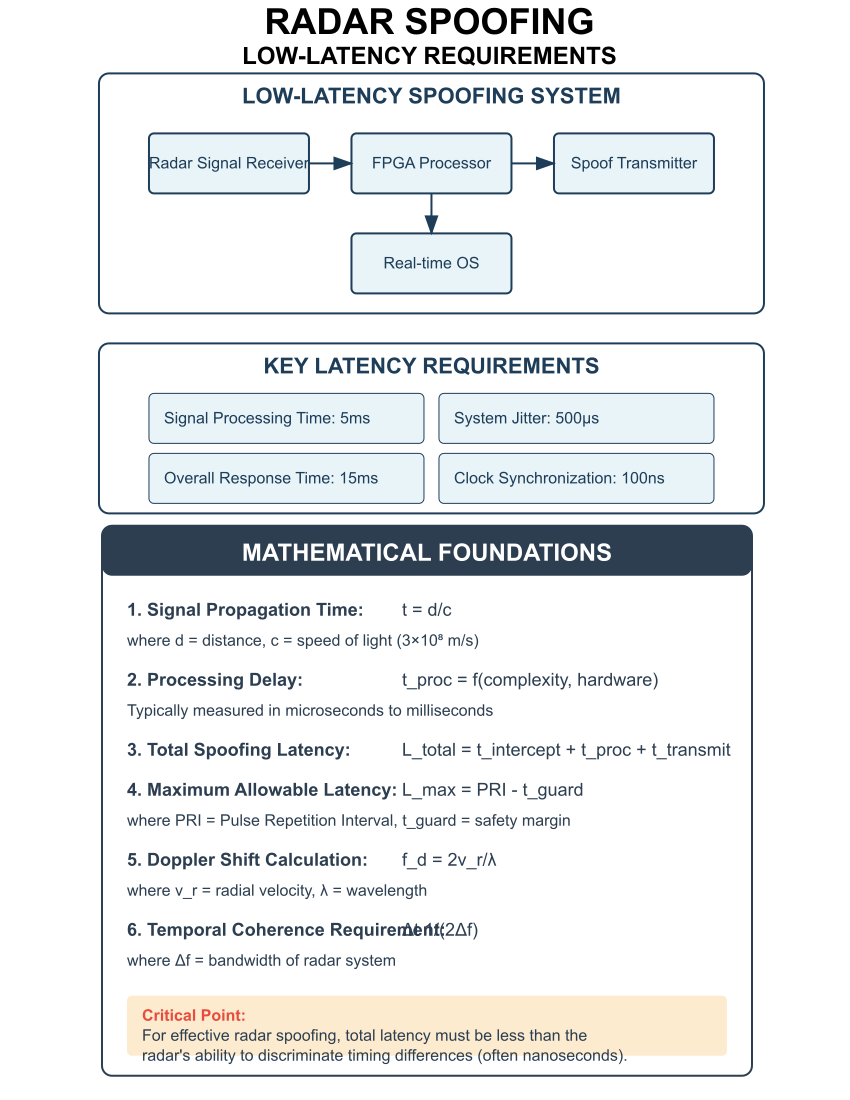 RADAR SPOOFING
LOW-LATENCY REQUIREMENTS
LOW-LATENCY SPOOFING SYSTEM
Radar Signal Receiver
FPGA Processor
Spoof Transmitter
Real-time OS
KEY LATENCY REQUIREMENTS
Signal Processing Time: 5ms
System Jitter: 500µs
Overall Response Time: 15ms
Clock Synchronization: 100ns
MATHEMATICAL FOUNDATIONS
1. Signal Propagation Time: t = d/c
where d = distance, c = speed of light (3×10⁸ m/s)
2. Processing Delay: t_proc = f(complexity, hardware)
Typically measured in microseconds to milliseconds
3. Total Spoofing Latency: L_total = t_intercept + t_proc + t_transmit
4. Maximum Allowable Latency: L_max = PRI - t_guard
where PRI = Pulse Repetition Interval, t_guard = safety margin
5. Doppler Shift Calculation: f_d = 2v_r/λ
where v_r = radial velocity, λ = wavelength
6. Temporal Coherence Requirement: (2Δf)
where Δf = bandwidth of radar system
Critical Point:
For effective radar spoofing, total latency must be less than the
radar's ability to discriminate timing differences (often nanoseconds).